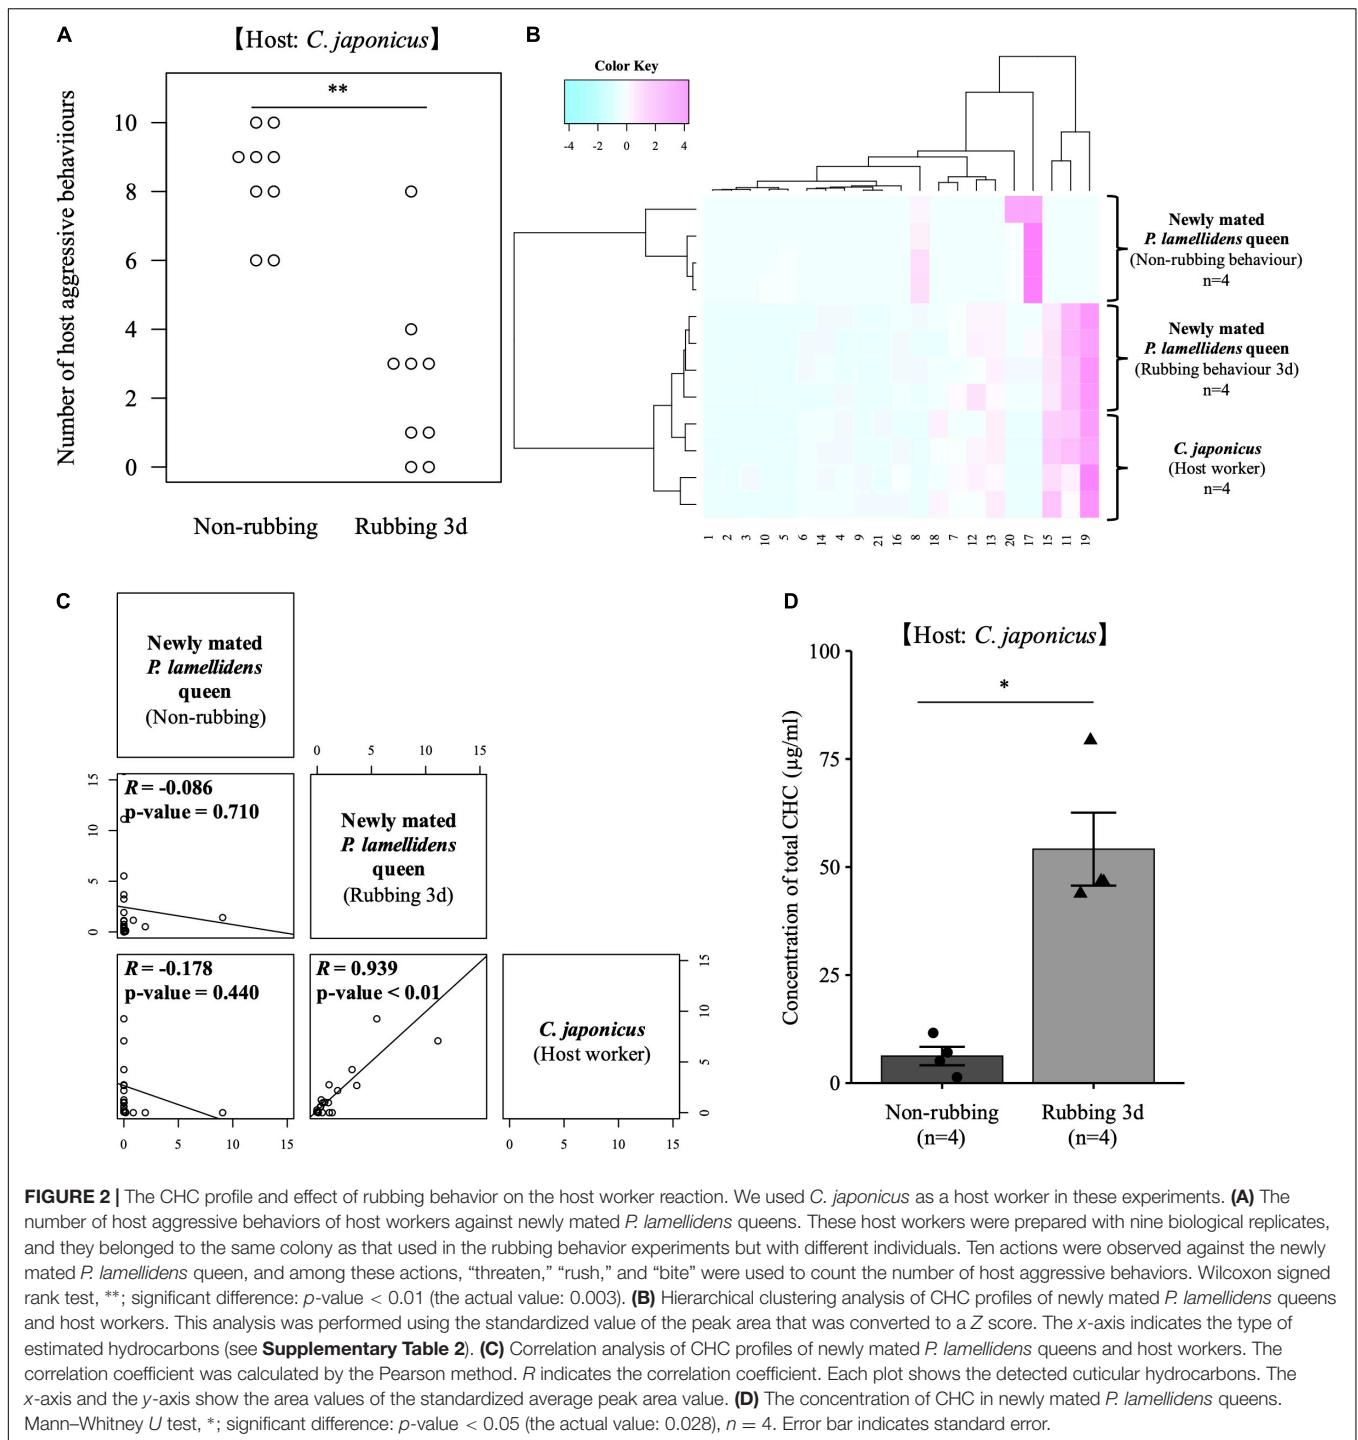 A
【Host: C. japonicus】
Number of host aggressive behaviiours
**
10
8
6
4
2
0
Non-rubbing
Rubbing 3d
B
Color Key
-4 -2 0 2 4
Newly mated
P. lamellidens queen
(Non-rubbing behaviour)
n=4
Newly mated
P. lamellidens queen
(Rubbing behaviour 3d)
n=4
C. japonicus
(Host worker)
n=4
1 2 3 10 5 6 14 4 9 21 16 8 18 7 12 13 20 17 15 11 19
C
Newly mated
P. lamellidens
queen
(Non-rubbing)
0 5 10 15
15
10
5
0
R = -0.086
p-value = 0.710
Newly mated
P. lamellidens
queen
(Rubbing 3d)
R = -0.178
p-value = 0.440
R = 0.939
p-value < 0.01
C. japonicus
(Host worker)
15
10
5
0
0 5 10 15
0 5 10 15
D
【Host: C. japonicus】
Concentration of total CHC (µg/ml)
*
100
75
50
25
0
Non-rubbing
(n=4)
Rubbing 3d
(n=4)
FIGURE 2 | The CHC profile and effect of rubbing behavior on the host worker reaction. We used C. japonicus as a host worker in these experiments. (A) The
number of host aggressive behaviors of host workers against newly mated P. lamellidens queens. These host workers were prepared with nine biological replicates,
and they belonged to the same colony as that used in the rubbing behavior experiments but with different individuals. Ten actions were observed against the newly
mated P. lamellidens queen, and among these actions, “threaten,” “rush,” and “bite” were used to count the number of host aggressive behaviors. Wilcoxon signed
rank test, **; significant difference: p-value < 0.01 (the actual value: 0.003). (B) Hierarchical clustering analysis of CHC profiles of newly mated P. lamellidens queens
and host workers. This analysis was performed using the standardized value of the peak area that was converted to a Z score. The x-axis indicates the type of
estimated hydrocarbons (see Supplementary Table 2). (C) Correlation analysis of CHC profiles of newly mated P. lamellidens queens and host workers. The
correlation coefficient was calculated by the Pearson method. R indicates the correlation coefficient. Each plot shows the detected cuticular hydrocarbons. The
x-axis and the y-axis show the area values of the standardized average peak area value. (D) The concentration of CHC in newly mated P. lamellidens queens.
Mann–Whitney U test, *; significant difference: p-value < 0.05 (the actual value: 0.028), n = 4. Error bar indicates standard error.